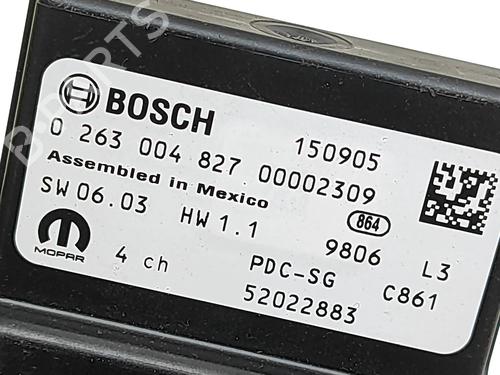 BOSCH 150905
0 263 004 827 00002309
Assembled in Mexico 864
SW 06.03 HW 1.1 9806 L3
MOPAR 4 ch PDC-SG C861
52022883